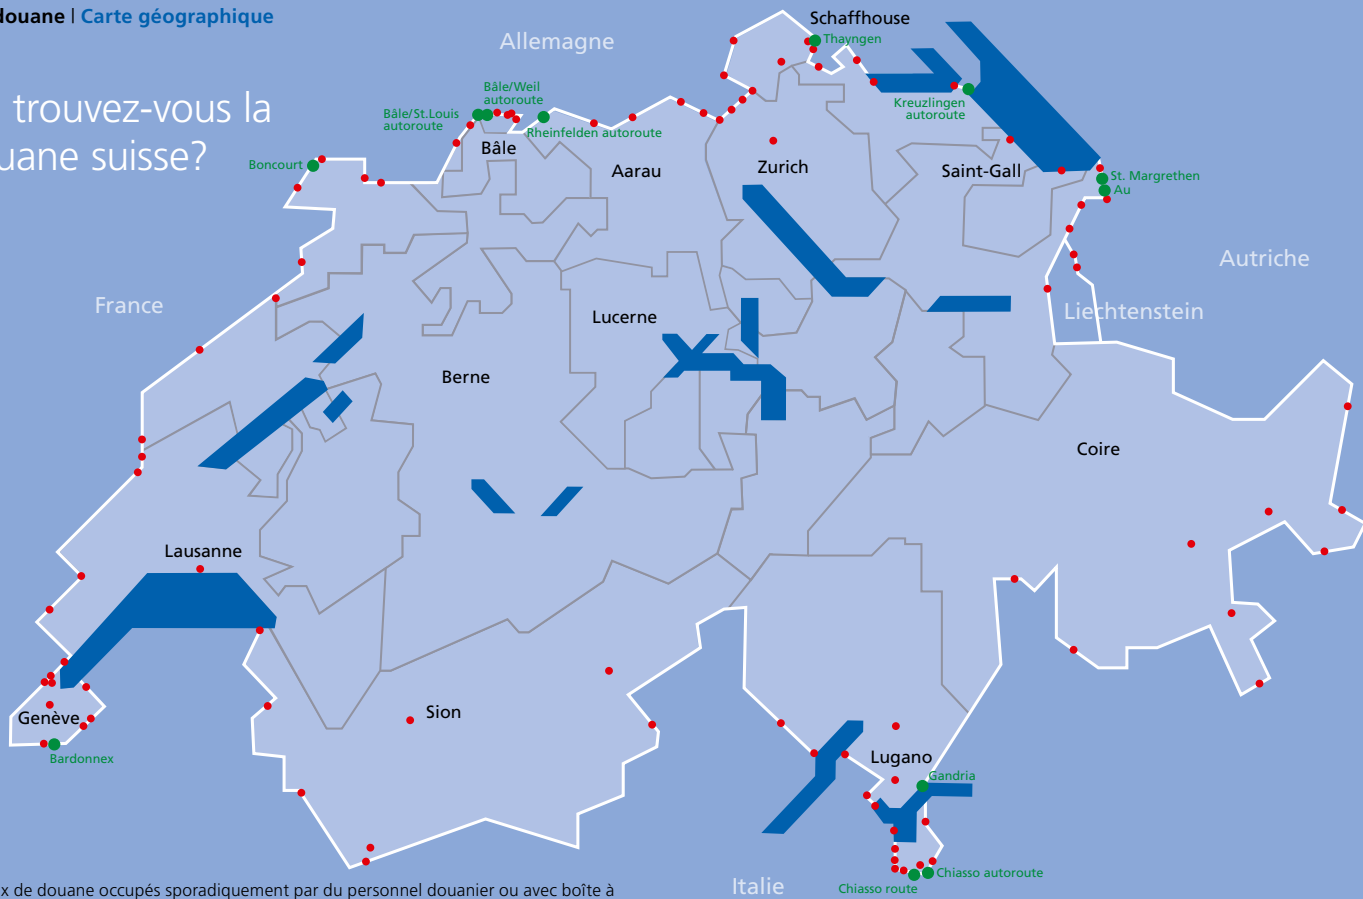 douane | Carte géographique
trouvez-vous la
uane suisse?
Allemagne
Schaffhouse
Thayngen
Bâle/Weil
autoroute
Bâle/St.Louis
autoroute
Rheinfelden autoroute
Kreuzlingen
autoroute
Boncourt
Bâle
Aarau
Zurich
Saint-Gall
St. Margrethen
Au
Autriche
France
Liechtenstein
Lucerne
Berne
Coire
Lausanne
Genève
Bardonnex
Sion
Lugano
Gandria
Chiasso autoroute
Chiasso route
Italie
x de douane occupés sporadiquement par du personnel douanier ou avec boîte à